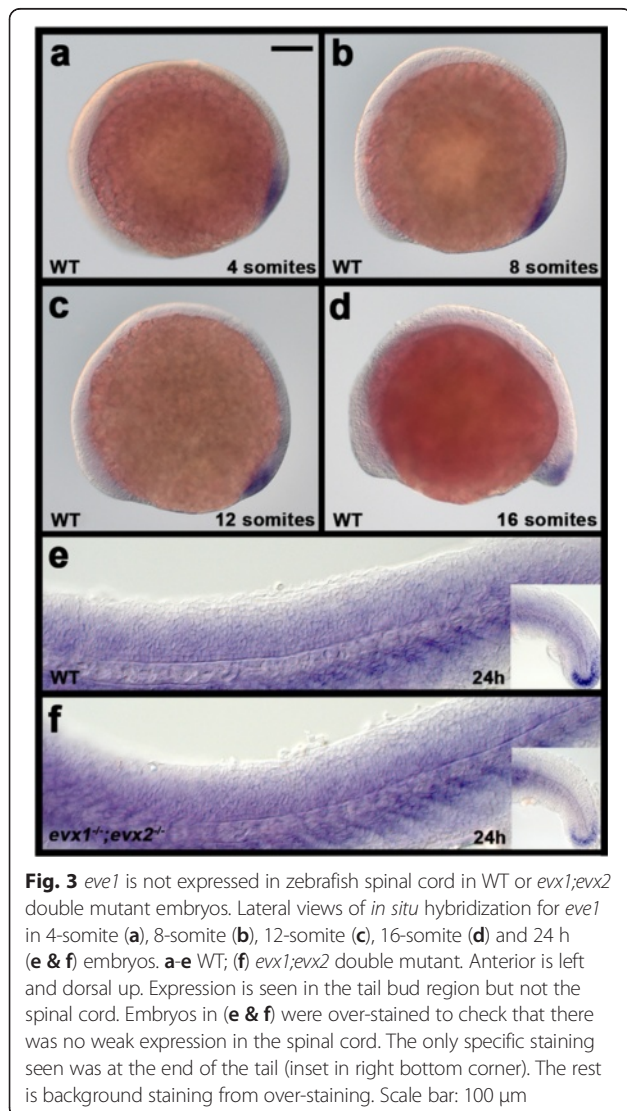 a
b
WT
4 somites
WT
8 somites
c
d
WT
12 somites
WT
16 somites
e
WT
24h
f
evx1-/-;evx2-/-
24h
Fig. 3 eve1 is not expressed in zebrafish spinal cord in WT or evx1;evx2
double mutant embryos. Lateral views of in situ hybridization for eve1
in 4-somite (a), 8-somite (b), 12-somite (c), 16-somite (d) and 24 h
(e & f) embryos. a-e WT; (f) evx1;evx2 double mutant. Anterior is left
and dorsal up. Expression is seen in the tail bud region but not the
spinal cord. Embryos in (e & f) were over-stained to check that there
was no weak expression in the spinal cord. The only specific staining
seen was at the end of the tail (inset in right bottom corner). The rest
is background staining from over-staining. Scale bar: 100 μm